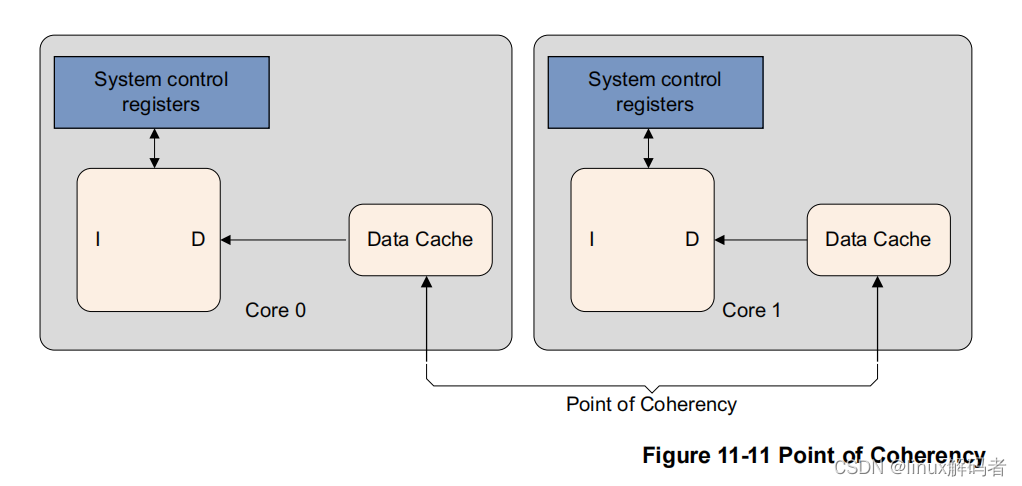 System control
registers
System control
registers
I
D
Data Cache
I
D
Data Cache
Core 0
Core 1
Point of Coherency
Figure 11-11 Point of Coherency
CSDN @linux解码者